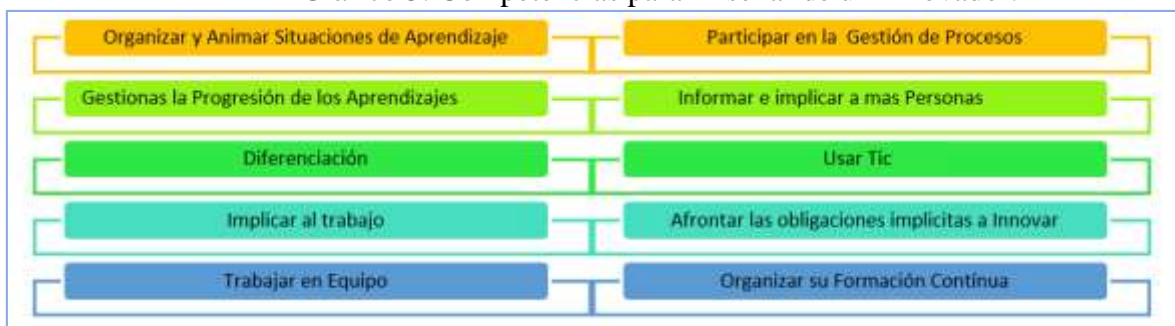 Organizar y Animar Situaciones de Aprendizaje
Participar en la Gestión de Procesos
Gestionas la Progresión de los Aprendizajes
Informar e implicar a mas Personas
Diferenciación
Usar Tic
Implicar al trabajo
Afrontar las obligaciones implicitas a Innovar
Trabajar en Equipo
Organizar su Formación Contínua